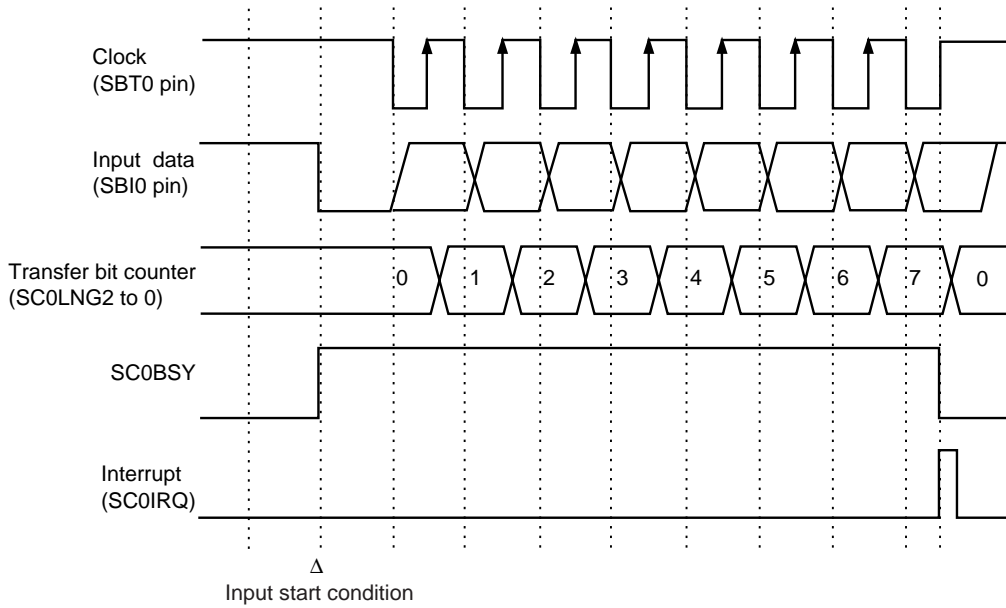 Clock
(SBT0 pin)
Input data
(SBI0 pin)
Transfer bit counter
(SC0LNG2 to 0)
0 1 2 3 4 5 6 7 0
SC0BSY
Interrupt
(SC0IRQ)
Δ
Input start condition